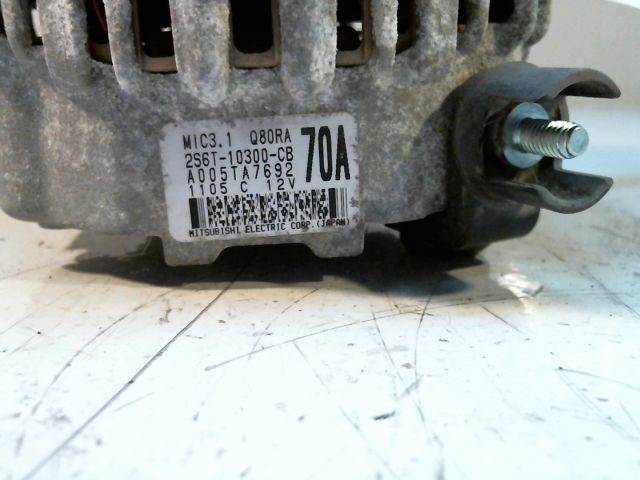 MIC3.1 Q80RA
2S6T-10300-CB 70A
A005TA7692
1105 C 12V
MITSUBISHI ELECTRIC CORP.(JAPAN)